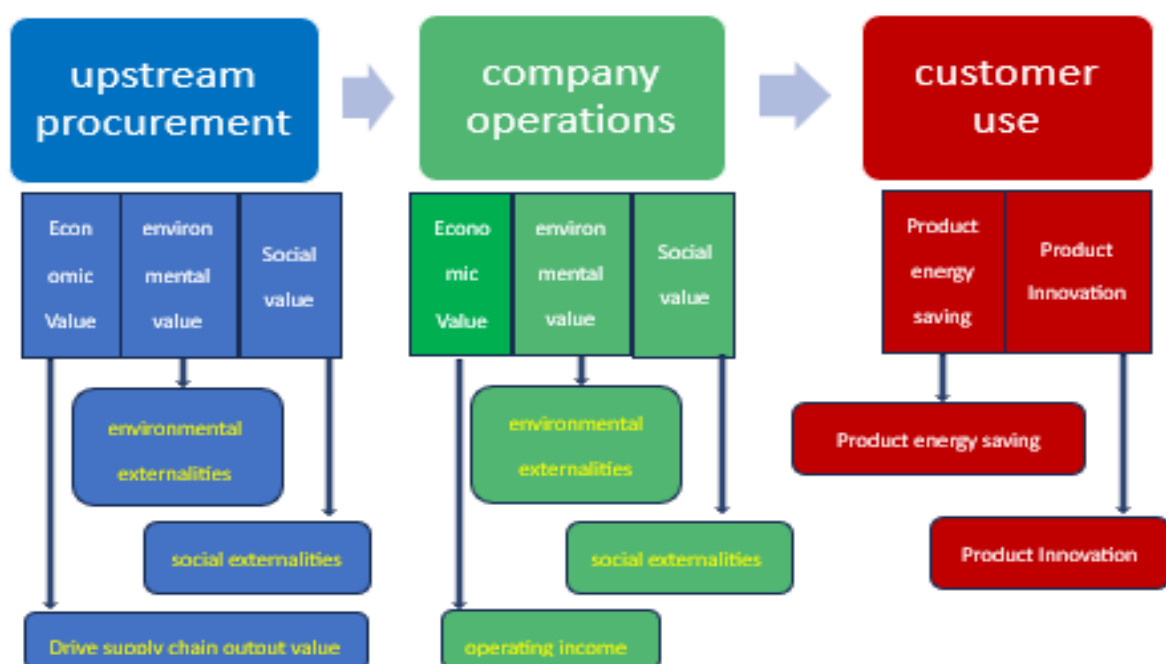 upstream
procurement
company
operations
customer
use
Econ
omic
Value
environ
mental
value
Social
value
Econo
mic
Value
environ
mental
value
Social
value
Product
energy
saving
Product
Innovation
environmental
externalities
social externalities
Drive supply chain output value
environmental
externalities
social externalities
operating income
Product energy saving
Product Innovation